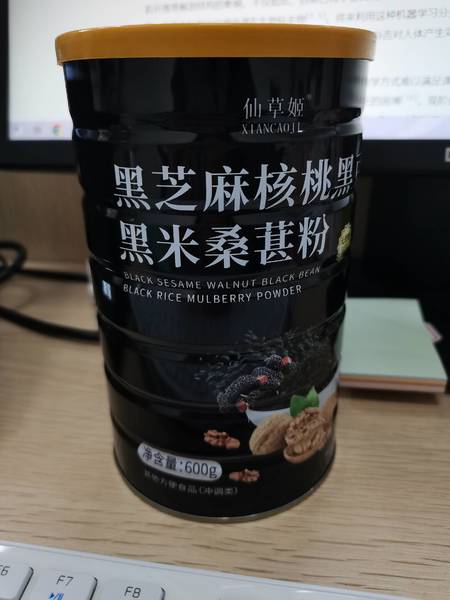 仙草姬
XIANCAOJI
黑芝麻核桃黑
黑米桑葚粉
BLACK SESAME WALNUT BLACK BEAN
BLACK RICE MULBERRY POWDER
净含量:600g
其他方便食品(冲调类)
F6
F7
F8